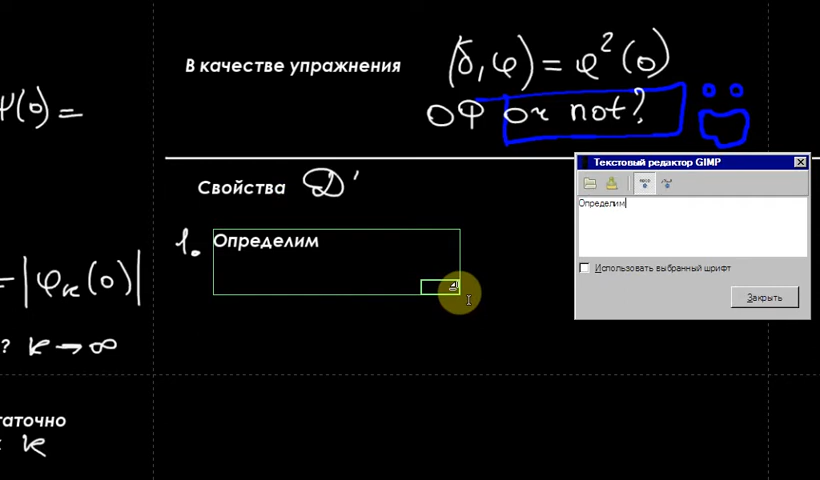 В качестве упражнения (δ, φ) = φ²(0)
ψ(0) =
ОФ or not?
Текстовый редактор GIMP
Свойства D'
Определим
1. Определим
Использовать выбранный шрифт
= |φₖ(0)|
Закрыть
? k → ∞
таточно
k